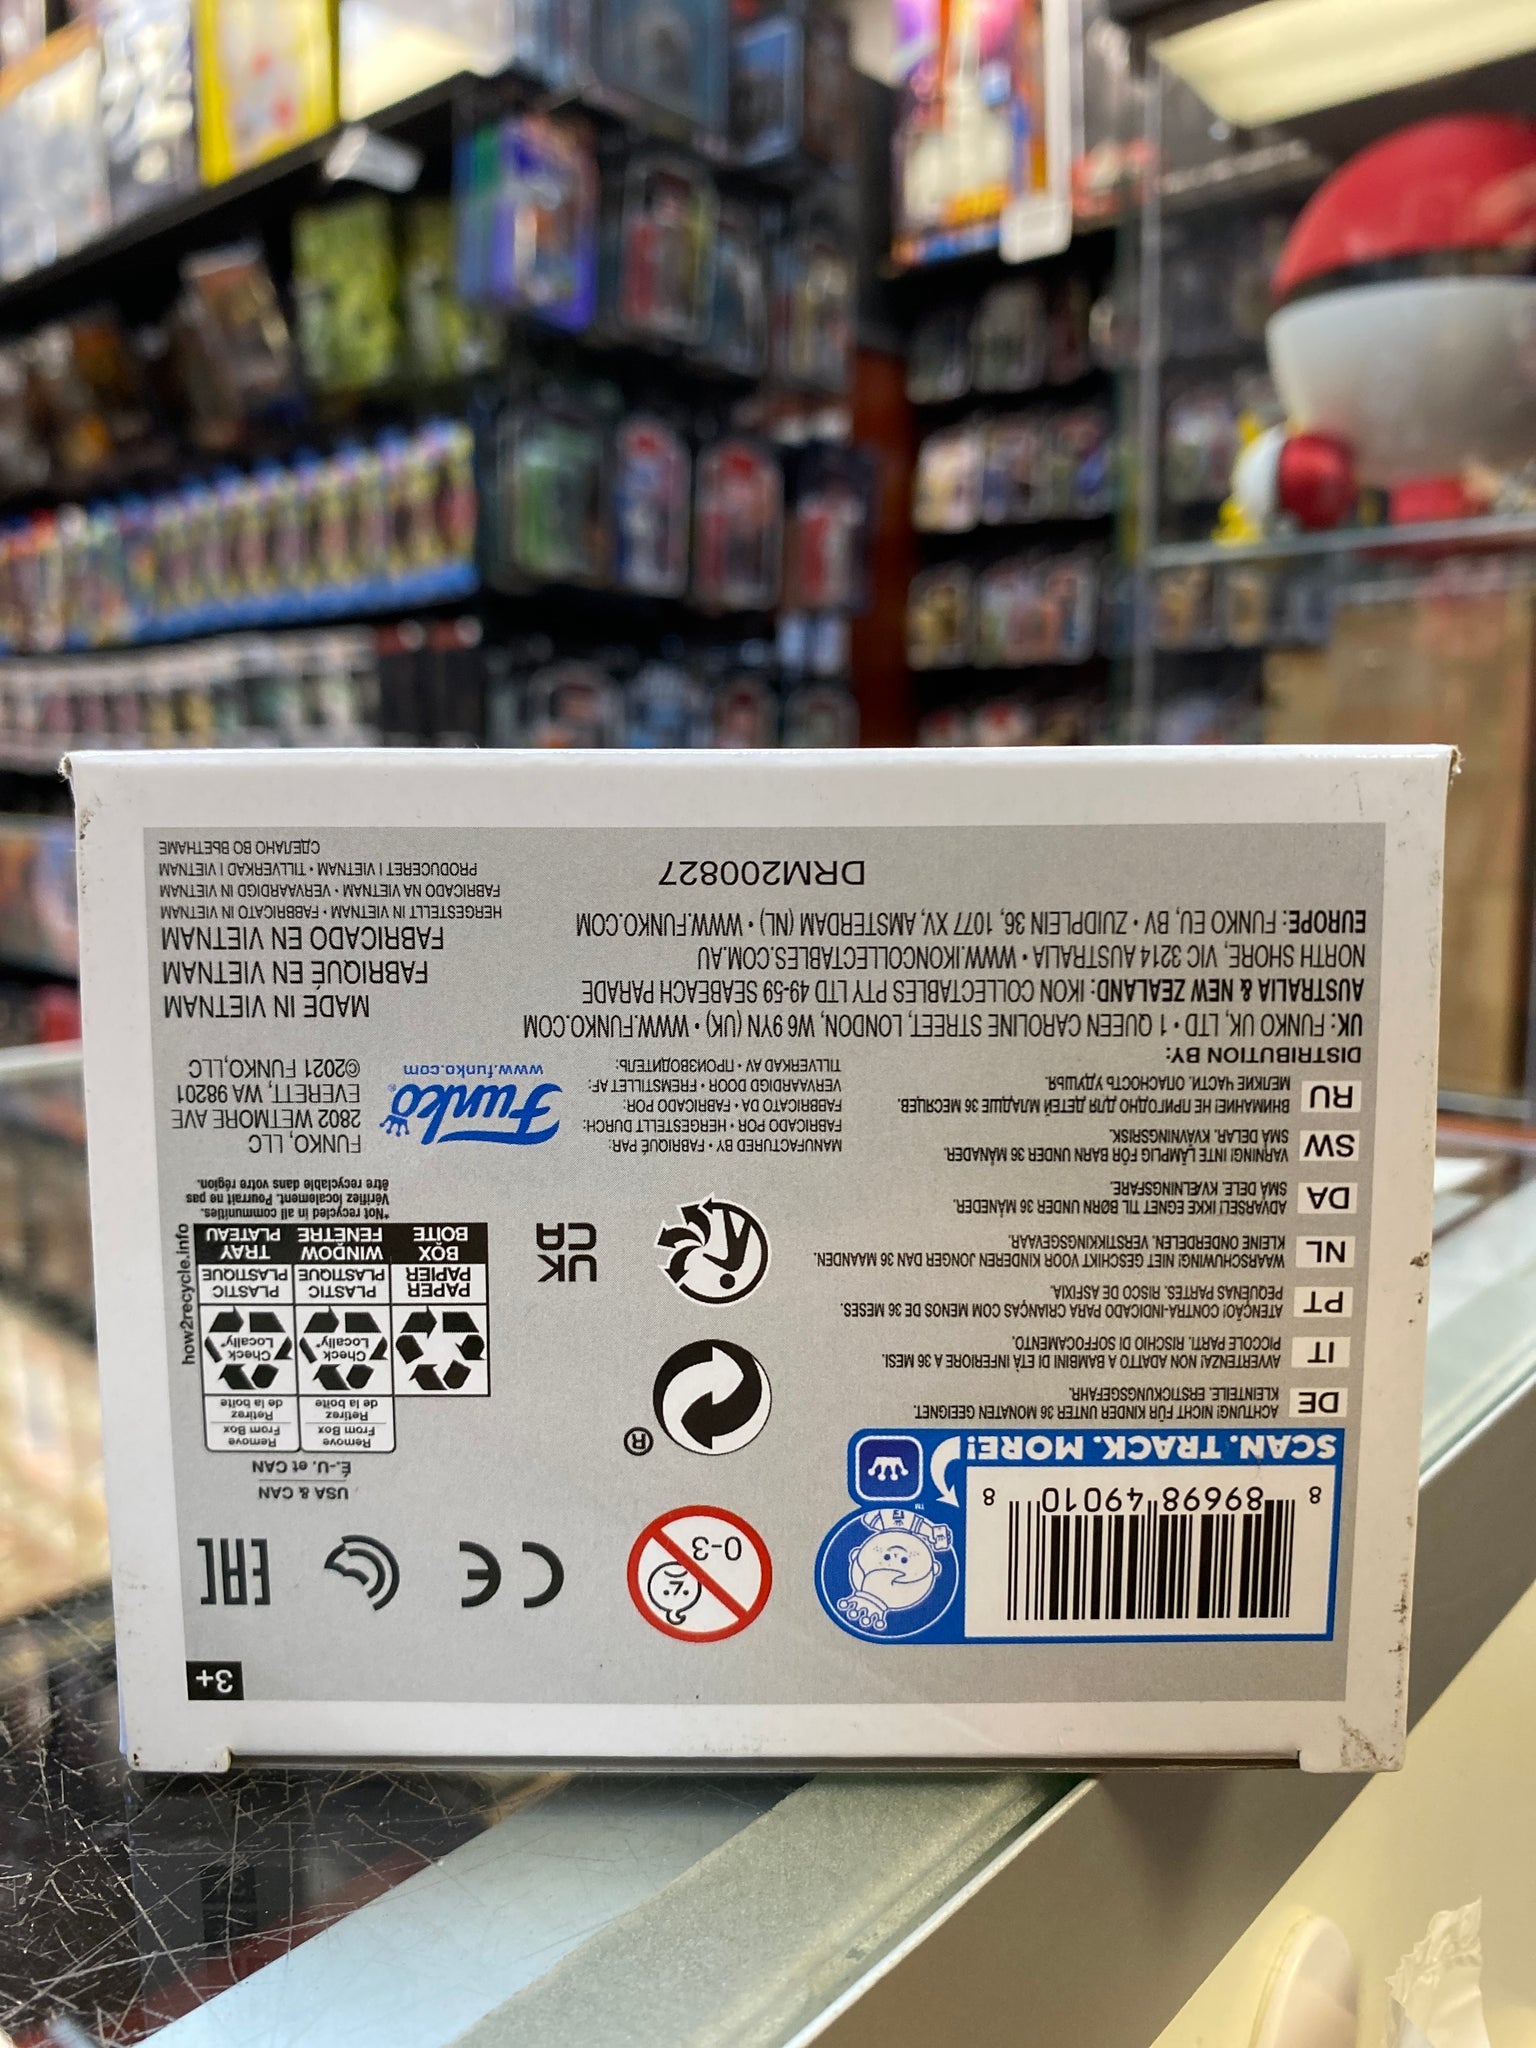 3+
8 89698 49010 8
SCAN. TRACK. MORE!
TM
0-3
CE
EAC
USA & CAN
É.-U. et CAN
Remove From Box
Retirez de la boîte
Remove From Box
Retirez de la boîte
Check Locally*
Check Locally*
PAPER PAPIER
PLASTIC PLASTIQUE
PLASTIC PLASTIQUE
BOX BOÎTE
WINDOW FENÊTRE
TRAY PLATEAU
how2recycle.info
*Not recycled in all communities.
Vérifiez localement. Pourrait ne pas
être recyclable dans votre région.
®
UK
CA
DE ACHTUNG! NICHT FÜR KINDER UNTER 36 MONATEN GEEIGNET.
KLEINTEILE. ERSTICKUNGSGEFAHR.
IT AVVERTENZA! NON ADATTO A BAMBINI DI ETÀ INFERIORE A 36 MESI.
PICCOLE PARTI. RISCHIO DI SOFFOCAMENTO.
PT ATENÇÃO! CONTRA-INDICADO PARA CRIANÇAS COM MENOS DE 36 MESES.
PEQUENAS PARTES. RISCO DE ASFIXIA.
NL WAARSCHUWING! NIET GESCHIKT VOOR KINDEREN JONGER DAN 36 MAANDEN.
KLEINE ONDERDELEN. VERSTIKKINGSGEVAAR.
DA ADVARSEL! IKKE EGNET TIL BØRN UNDER 36 MÅNEDER.
SMÅ DELE. KVÆLNINGSFARE.
SW VARNING! INTE LÄMPLIG FÖR BARN UNDER 36 MÅNADER.
SMÅ DELAR. KVÄVNINGSRISK.
RU ВНИМАНИЕ! НЕ ПРИГОДНО ДЛЯ ДЕТЕЙ МЛАДШЕ 36 МЕСЯЦЕВ.
МЕЛКИЕ ЧАСТИ. ОПАСНОСТЬ УДУШЬЯ.
MANUFACTURED BY • FABRIQUÉ PAR:
FABRICADO POR • HERGESTELLT DURCH:
FABBRICATO DA • FABRICADO POR:
VERVAARDIGD DOOR • FREMSTILLET AF:
TILLVERKAD AV • ПРОИЗВОДИТЕЛЬ:
Funko®
www.funko.com
FUNKO, LLC
2802 WETMORE AVE
EVERETT, WA 98201
©2021 FUNKO,LLC
DISTRIBUTION BY:
UK: FUNKO UK, LTD • 1 QUEEN CAROLINE STREET, LONDON, W6 9YN (UK) • WWW.FUNKO.COM
AUSTRALIA & NEW ZEALAND: IKON COLLECTABLES PTY LTD 49-59 SEABEACH PARADE
NORTH SHORE, VIC 3214 AUSTRALIA • WWW.IKONCOLLECTABLES.COM.AU
EUROPE: FUNKO EU, BV • ZUIDPLEIN 36, 1077 XV, AMSTERDAM (NL) • WWW.FUNKO.COM
DRM200827
MADE IN VIETNAM
FABRIQUÉ EN VIETNAM
FABRICADO EN VIETNAM
HERGESTELLT IN VIETNAM • FABBRICATO IN VIETNAM
FABRICADO NA VIETNAM • VERVAARDIGD IN VIETNAM
PRODUCERET I VIETNAM • TILLVERKAD I VIETNAM
СДЕЛАНО ВО ВЬЕТНАМЕ